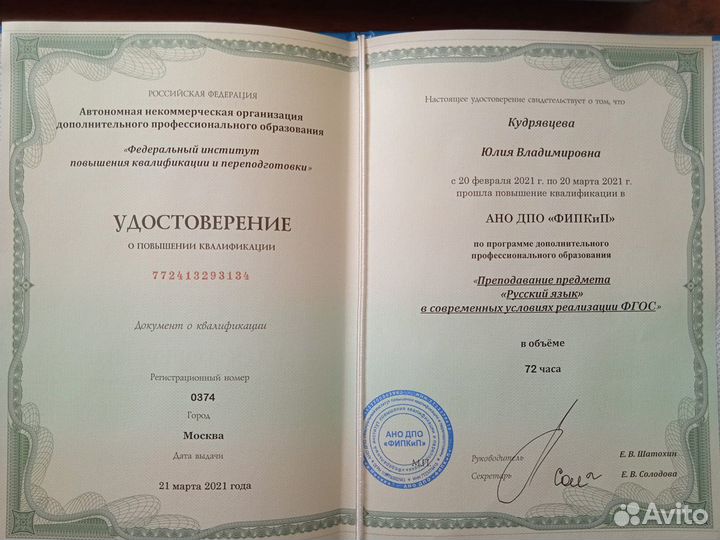 РОССИЙСКАЯ ФЕДЕРАЦИЯ
Автономная некоммерческая организация
дополнительного профессионального образования
«Федеральный институт
повышения квалификации и переподготовки»
УДОСТОВЕРЕНИЕ
О ПОВЫШЕНИИ КВАЛИФИКАЦИИ
772413293134
Документ о квалификации
Регистрационный номер
0374
Город
Москва
Дата выдачи
21 марта 2021 года
Настоящее удостоверение свидетельствует о том, что
Кудрявцева
Юлия Владимировна
с 20 февраля 2021 г. по 20 марта 2021 г.
прошла повышение квалификации в
АНО ДПО «ФИПКиП»
по программе дополнительного
профессионального образования
«Преподавание предмета
«Русский язык»
в современных условиях реализации ФГОС»
в объёме
72 часа
АНО ДПО
«ФИПКиП»
М.П.
Руководитель
Е. В. Шатохин
Секретарь
Е. В. Солодова
Avito